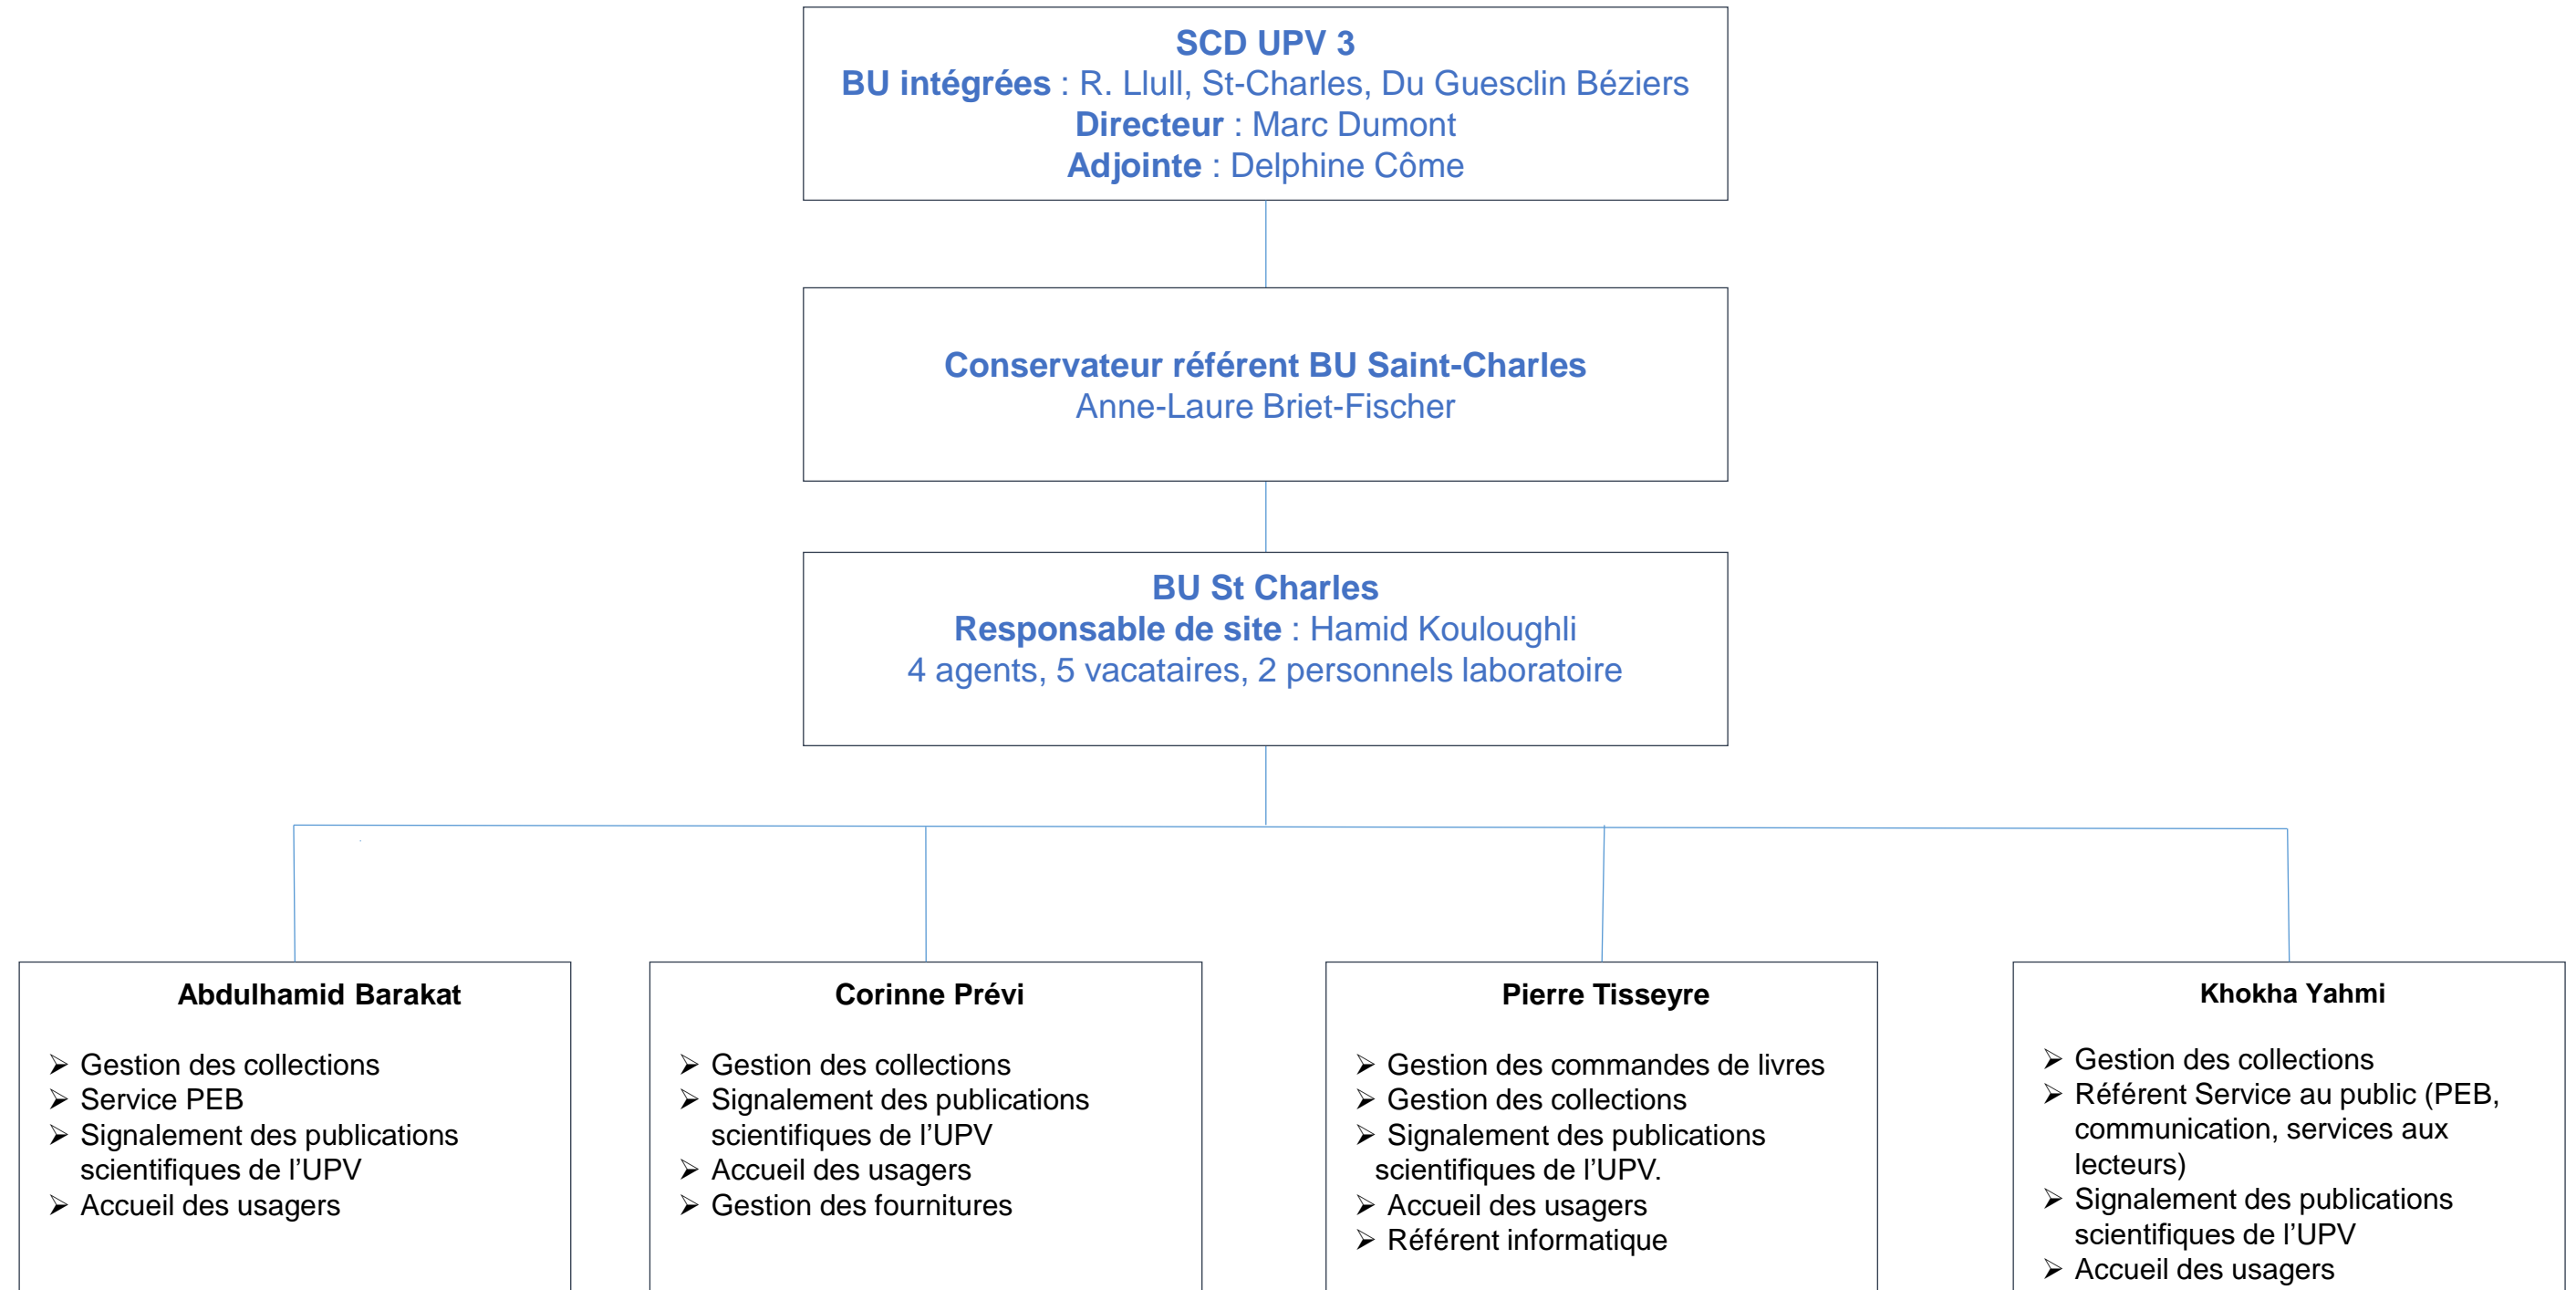 SCD UPV 3
BU intégrées : R. Llull, St-Charles, Du Guesclin Béziers
Directeur : Marc Dumont
Adjointe : Delphine Côme
Conservateur référent BU Saint-Charles
Anne-Laure Briet-Fischer
BU St Charles
Responsable de site : Hamid Kouloughli
4 agents, 5 vacataires, 2 personnels laboratoire
Abdulhamid Barakat
➢ Gestion des collections
➢ Service PEB
➢ Signalement des publications
scientifiques de l’UPV
➢ Accueil des usagers
Corinne Prévi
➢ Gestion des collections
➢ Signalement des publications
scientifiques de l’UPV
➢ Accueil des usagers
➢ Gestion des fournitures
Pierre Tisseyre
➢ Gestion des commandes de livres
➢ Gestion des collections
➢ Signalement des publications
scientifiques de l’UPV.
➢ Accueil des usagers
➢ Référent informatique
Khokha Yahmi
➢ Gestion des collections
➢ Référent Service au public (PEB,
communication, services aux
lecteurs)
➢ Signalement des publications
scientifiques de l’UPV
➢ Accueil des usagers